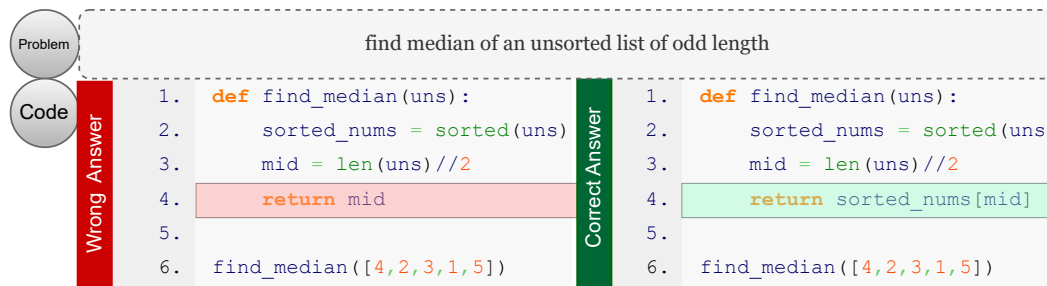 Problem
find median of an unsorted list of odd length
Code
Wrong Answer
1. def find_median(uns):
2. sorted_nums = sorted(uns)
3. mid = len(uns)//2
4. return mid
5.
6. find_median([4,2,3,1,5])
Correct Answer
1. def find_median(uns):
2. sorted_nums = sorted(uns
3. mid = len(uns)//2
4. return sorted_nums[mid]
5.
6. find_median([4,2,3,1,5])